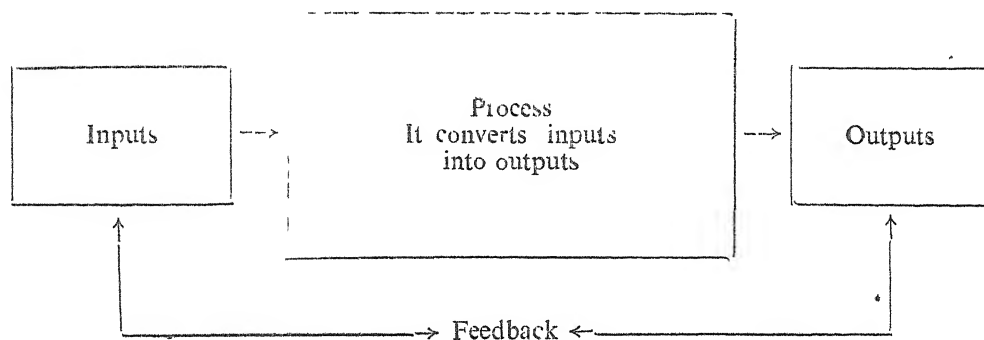 Inputs
Process
It converts inputs
into outputs
Outputs
Feedback